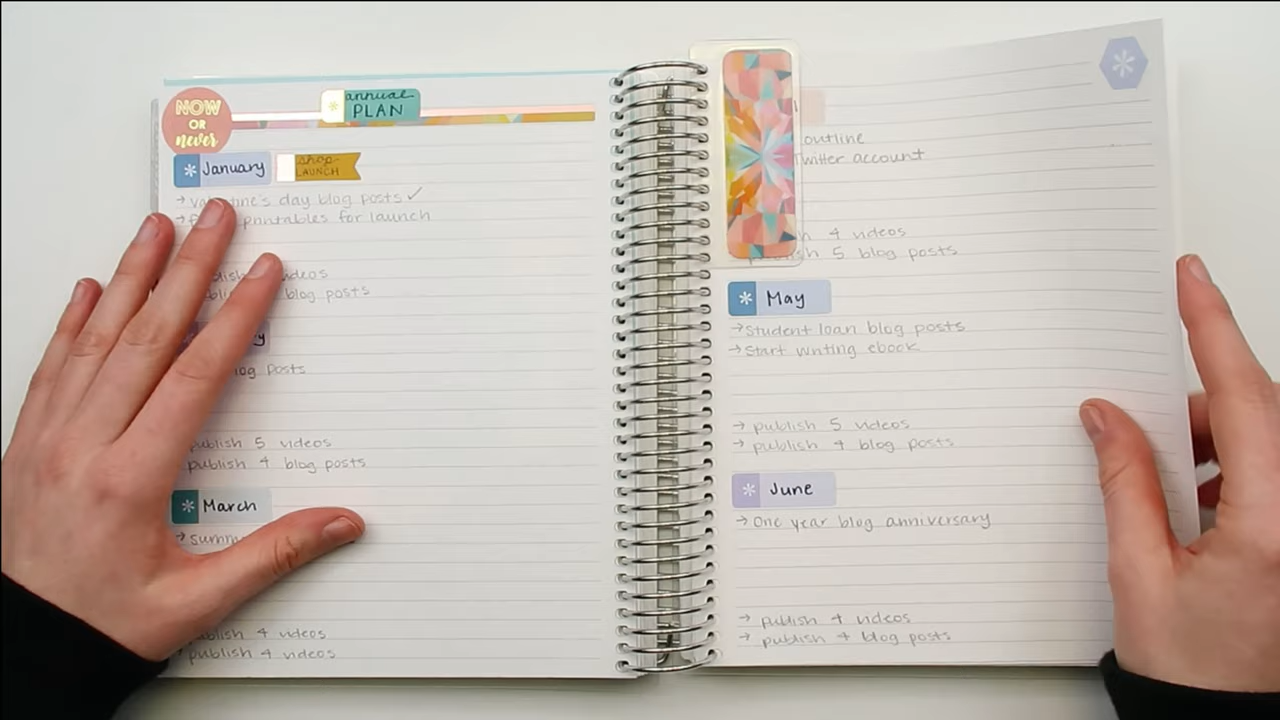 NOW
OR
never
annual
PLAN
January
shop
LAUNCH
→ valentine's day blog posts ✓
→ printables for launch
videos
blog posts
posts
publish 5 videos
publish 4 blog posts
March
→
publish 4 videos
publish 4 videos
outline
Twitter account
4 videos
publish 5 blog posts
May
→ Student loan blog posts
→ Start writing ebook
→ publish 5 videos
→ publish 4 blog posts
June
→ One year blog anniversary
→ publish 4 videos
→ publish 4 blog posts